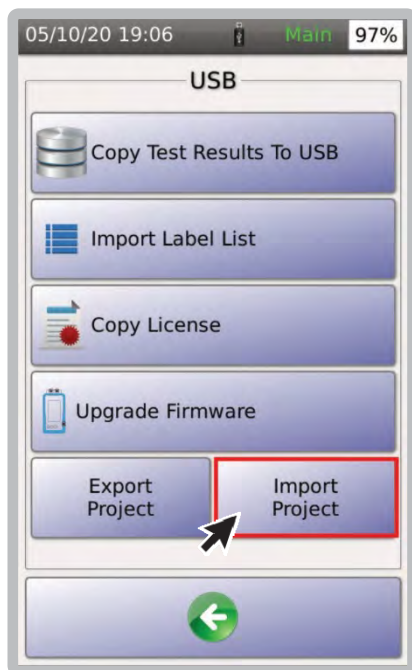 05/10/20 19:06 Main 97%
USB
Copy Test Results To USB
Import Label List
Copy License
Upgrade Firmware
Export
Project
Import
Project